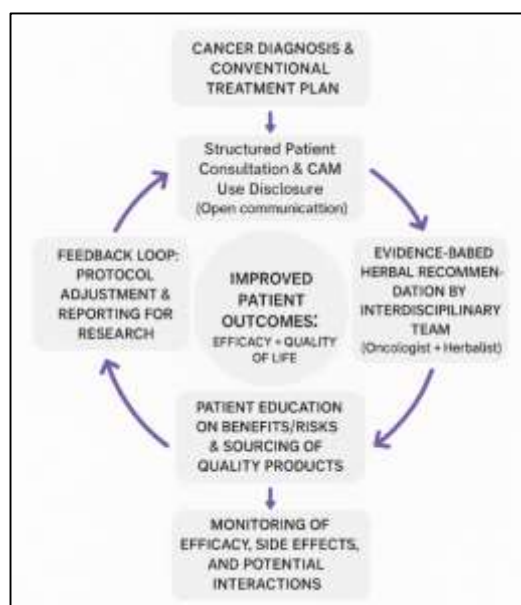 CANCER DIAGNOSIS &
CONVENTIONAL
TREATMENT PLAN
Structured Patient
Consultation & CAM
Use Disclosure
(Open communicattion)
EVIDENCE-BABED
HERBAL RECOMMEN-
DATION BY
INTERDISCIPILINARY
TEAM
(Oncologist + Herbalist)
FEEDBACK LOOP:
PROTOCOL
ADJUSTMENT &
REPORTING FOR
RESEARCH
IMPROVED
PATIENT
OUTCOMES:
EFFICACY + QUALITY
OF LIFE
PATIENT EDUCATION
ON BENEFITS/RISKS
& SOURCING OF
QUALITY PRODUCTS
MONITORING OF
EFFICACY, SIDE EFFECTS,
AND POTENTIAL
INTERACTIONS